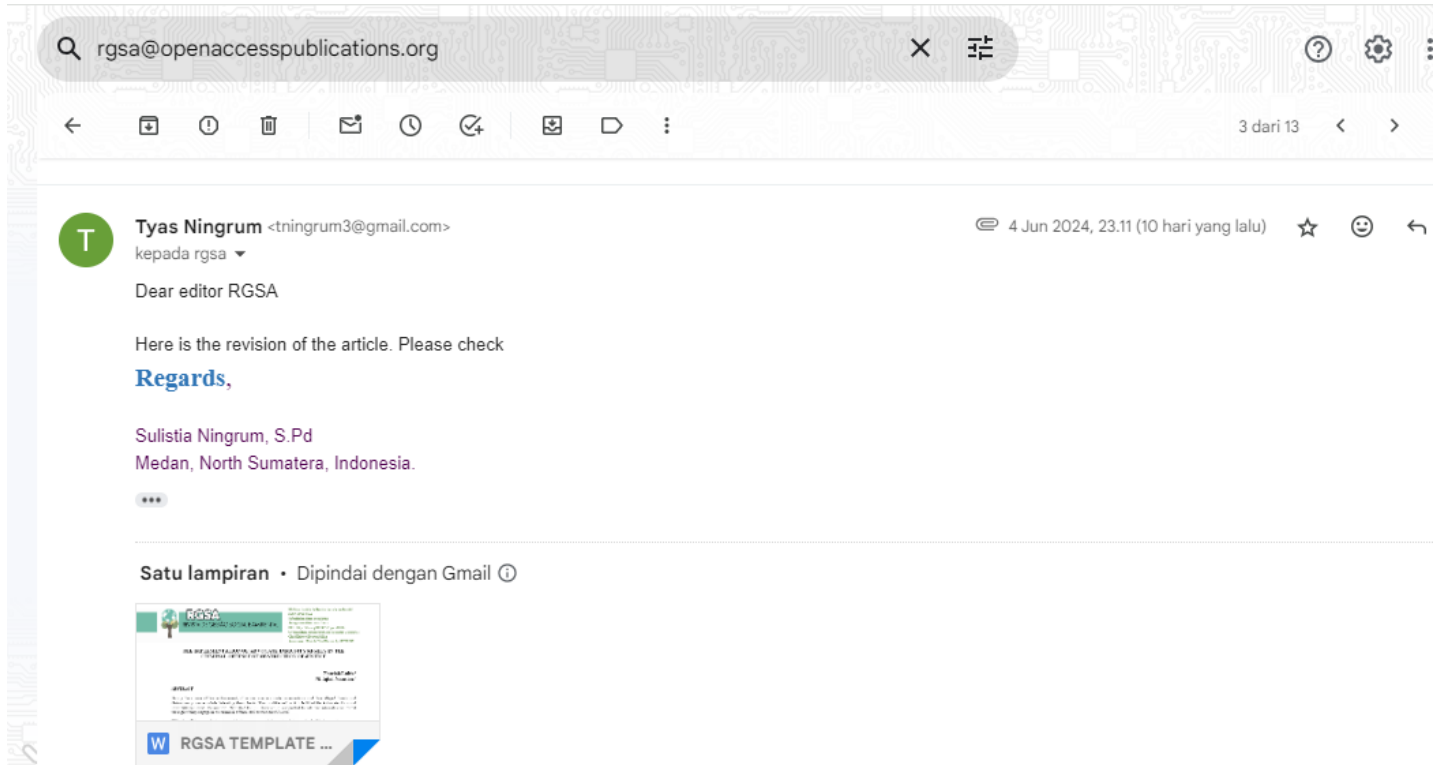 rgsa@openaccesspublications.org
3 dari 13
T
Tyas Ningrum <tningrum3@gmail.com>
4 Jun 2024, 23.11 (10 hari yang lalu)
kepada rgsa
Dear editor RGSA
Here is the revision of the article. Please check
Regards,
Sulistia Ningrum, S.Pd
Medan, North Sumatera, Indonesia.
Satu lampiran • Dipindai dengan Gmail
RGSA
ABSTRACT
W RGSA TEMPLATE ...